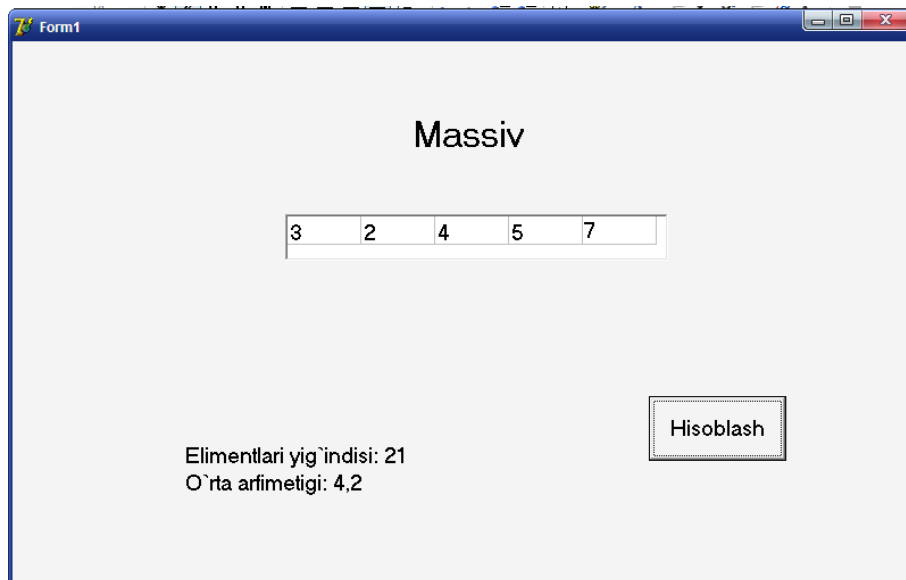 Form1
Massiv
3 2 4 5 7
Hisoblash
Elimentlari yig`indisi: 21
O`rta arfimetigi: 4,2